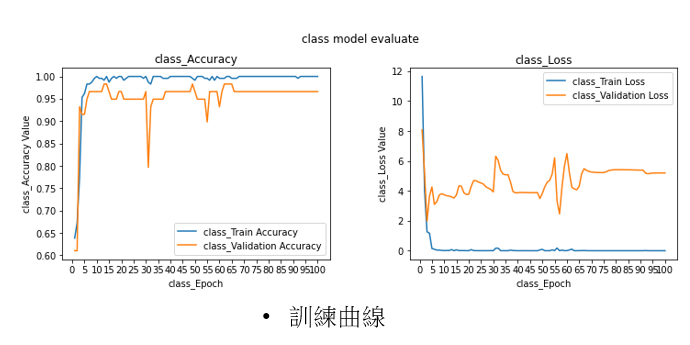 class model evaluate
class_Accuracy
1.00
0.95
0.90
0.85
0.80
0.75
0.70
0.65
0.60
class_Accuracy Value
class_Train Accuracy
class_Validation Accuracy
0 5 10 15 20 25 30 35 40 45 50 55 60 65 70 75 80 85 90 95 100
class_Epoch
class_Loss
12
10
8
6
4
2
0
class_Loss Value
class_Train Loss
class_Validation Loss
0 5 10 15 20 25 30 35 40 45 50 55 60 65 70 75 80 85 90 95 100
class_Epoch
• 訓練曲線